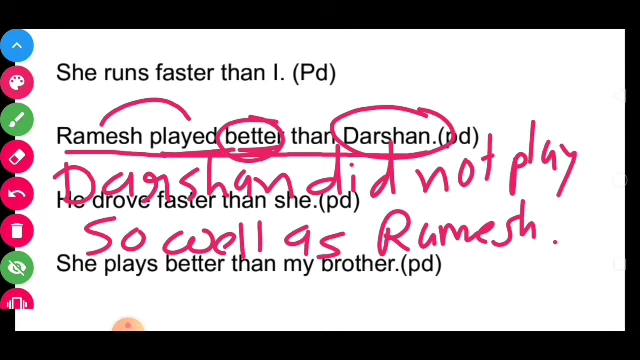 She runs faster than I. (Pd)
Ramesh played better than Darshan.(pd)
Darshan did not play
He drove faster than she.(pd)
So well as Ramesh.
She plays better than my brother.(pd)